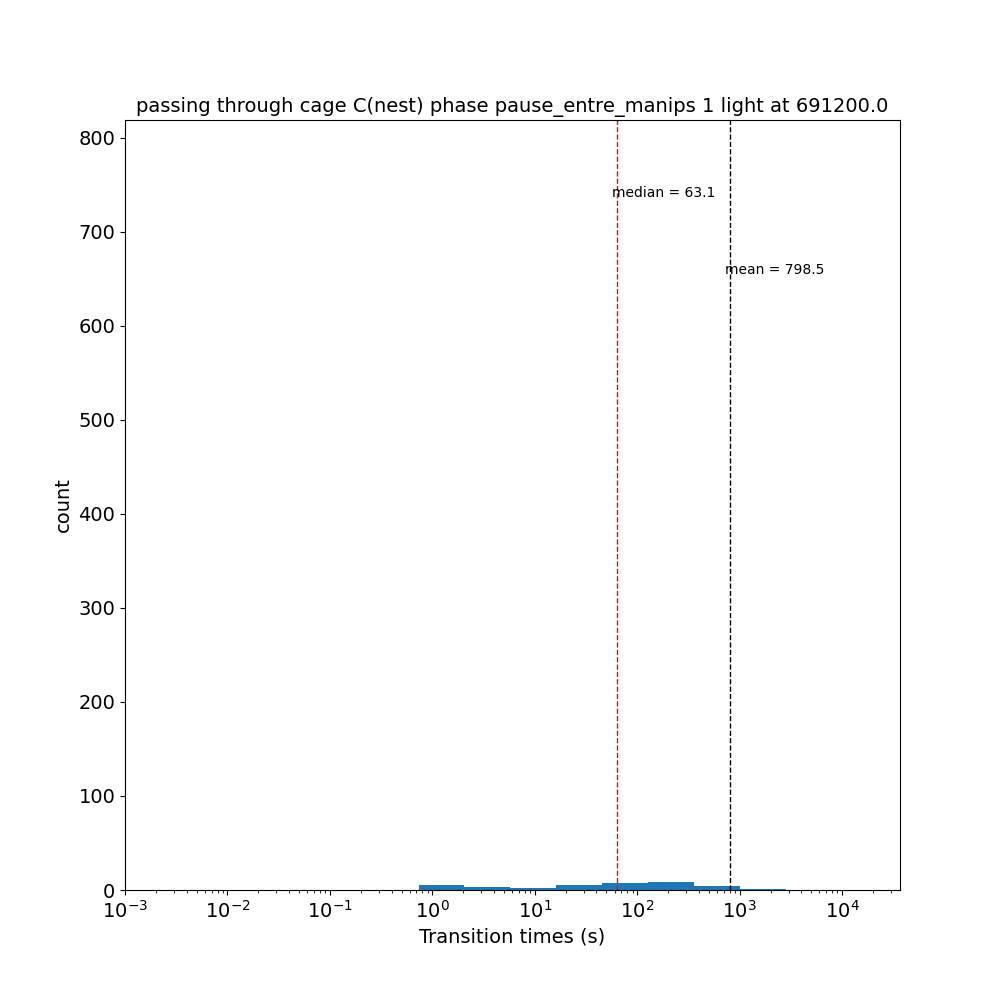 passing through cage C(nest) phase pause_entre_manips 1 light at 691200.0
800
median = 63.1
700
mean = 798.5
600
500
count
400
300
200
100
0
10⁻³ 10⁻² 10⁻¹ 10⁰ 10¹ 10² 10³ 10⁴
Transition times (s)